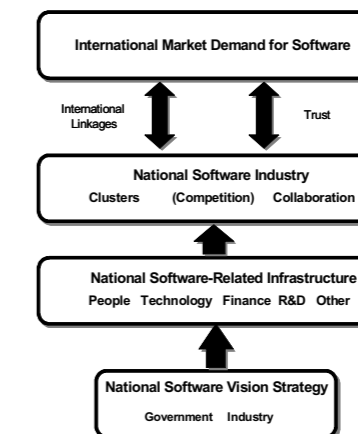 International Market Demand for Software
International
Linkages
Trust
National Software Industry
Clusters (Competition) Collaboration
National Software-Related Infrastructure
People Technology Finance R&D Other
National Software Vision Strategy
Government Industry